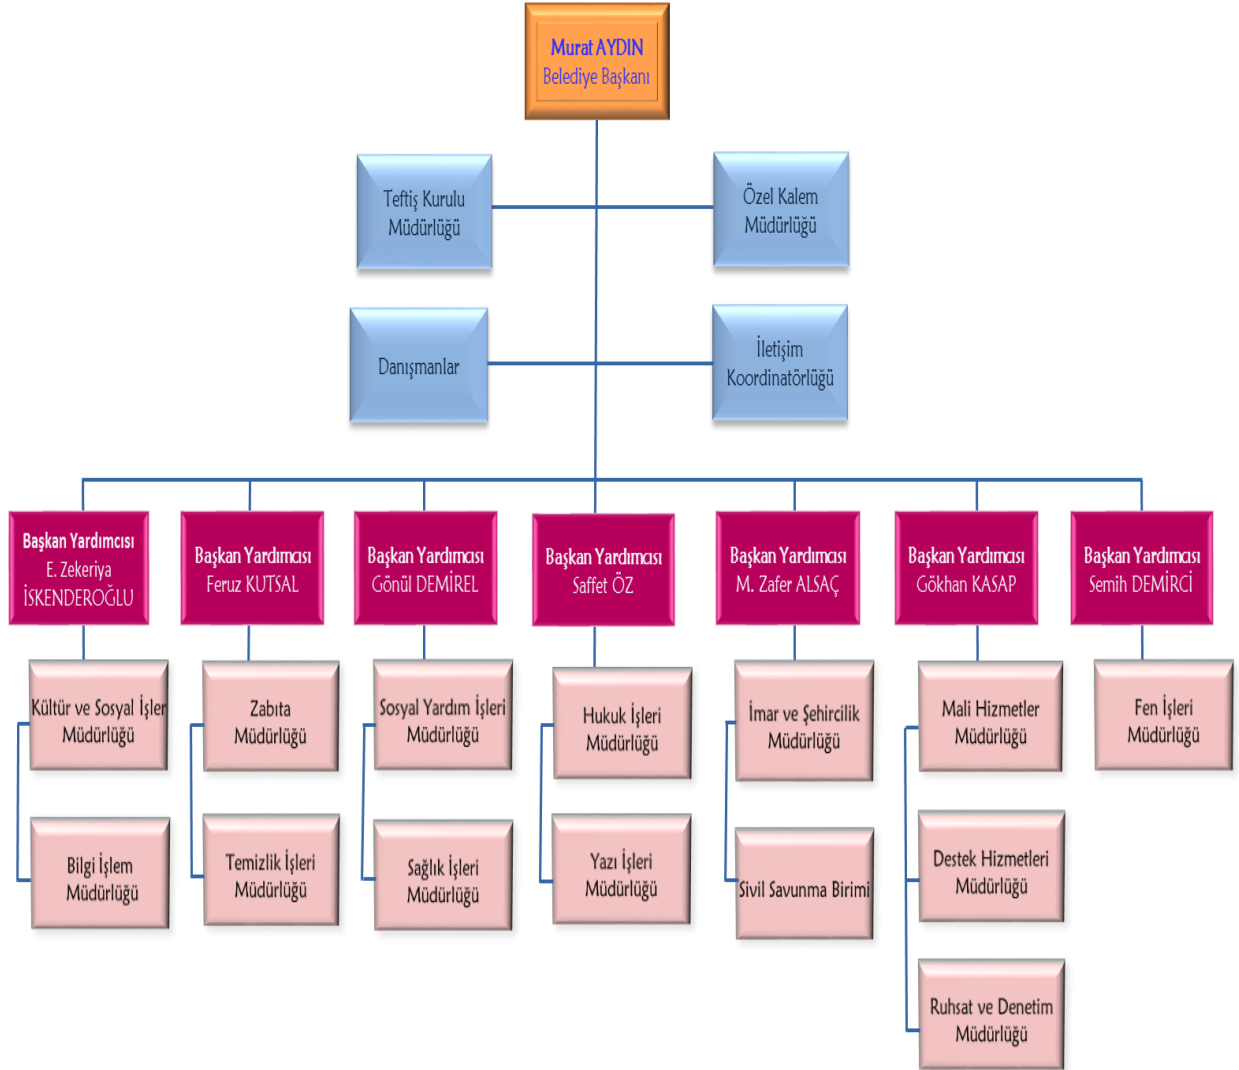 Murat AYDIN
Belediye Başkanı
Teftiş Kurulu
Müdürlüğü
Özel Kalem
Müdürlüğü
Danışmanlar
İletişim
Koordinatörlüğü
Başkan Yardımcısı
E. Zekeriya
İSKENDEROĞLU
Başkan Yardımcısı
Feruz KUTSAL
Başkan Yardımcısı
Gönül DEMİREL
Başkan Yardımcısı
Saffet ÖZ
Başkan Yardımcısı
M. Zafer ALSAÇ
Başkan Yardımcısı
Gökhan KASAP
Başkan Yardımcısı
Semih DEMİRCİ
Kültür ve Sosyal İşler
Müdürlüğü
Zabıta
Müdürlüğü
Sosyal Yardım İşleri
Müdürlüğü
Hukuk İşleri
Müdürlüğü
İmar ve Şehircilik
Müdürlüğü
Mali Hizmetler
Müdürlüğü
Fen İşleri
Müdürlüğü
Bilgi İşlem
Müdürlüğü
Temizlik İşleri
Müdürlüğü
Sağlık İşleri
Müdürlüğü
Yazı İşleri
Müdürlüğü
Sivil Savunma Birimi
Destek Hizmetleri
Müdürlüğü
Ruhsat ve Denetim
Müdürlüğü